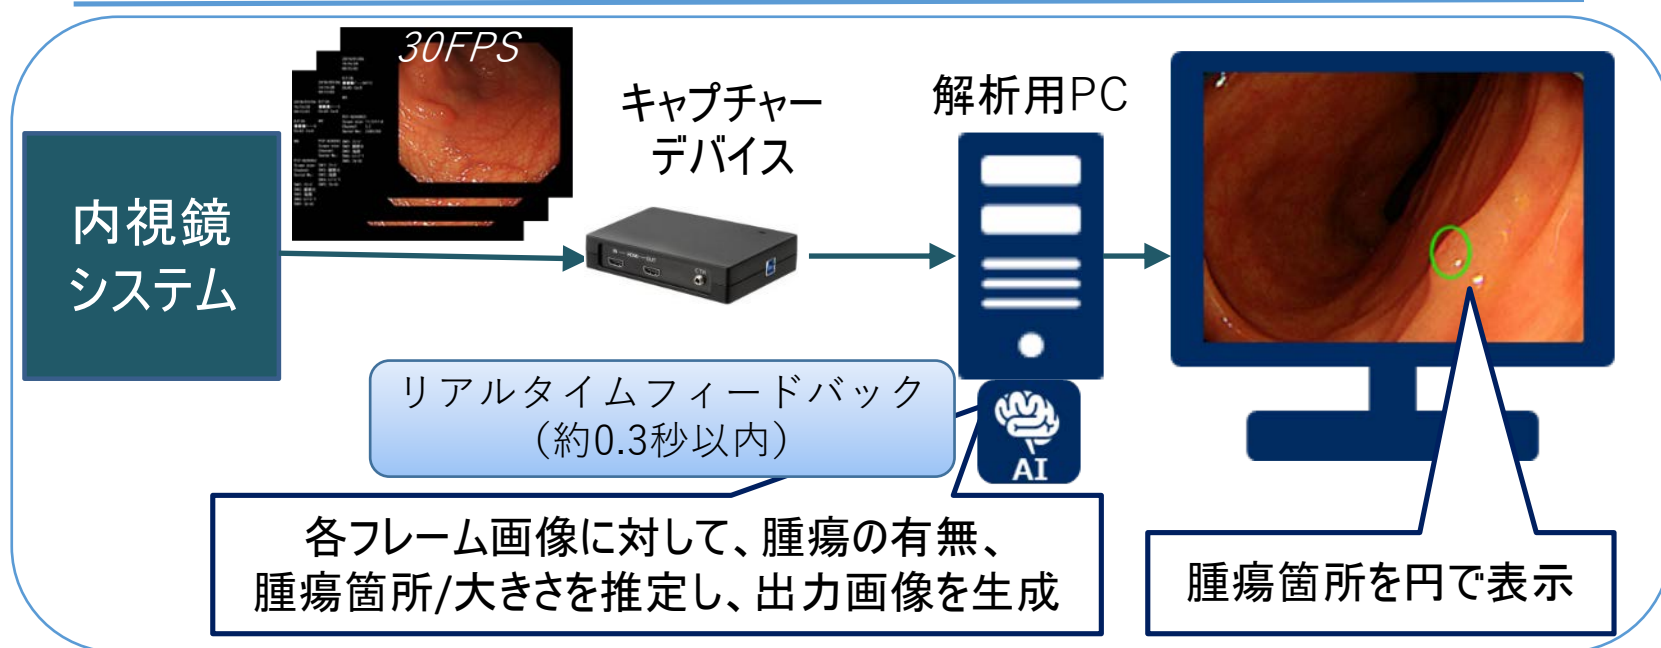 30FPS
キャプチャー
デバイス
解析用PC
内視鏡
システム
リアルタイムフィードバック
(約0.3秒以内)
AI
各フレーム画像に対して、腫瘍の有無、
腫瘍箇所/大きさを推定し、出力画像を生成
腫瘍箇所を円で表示